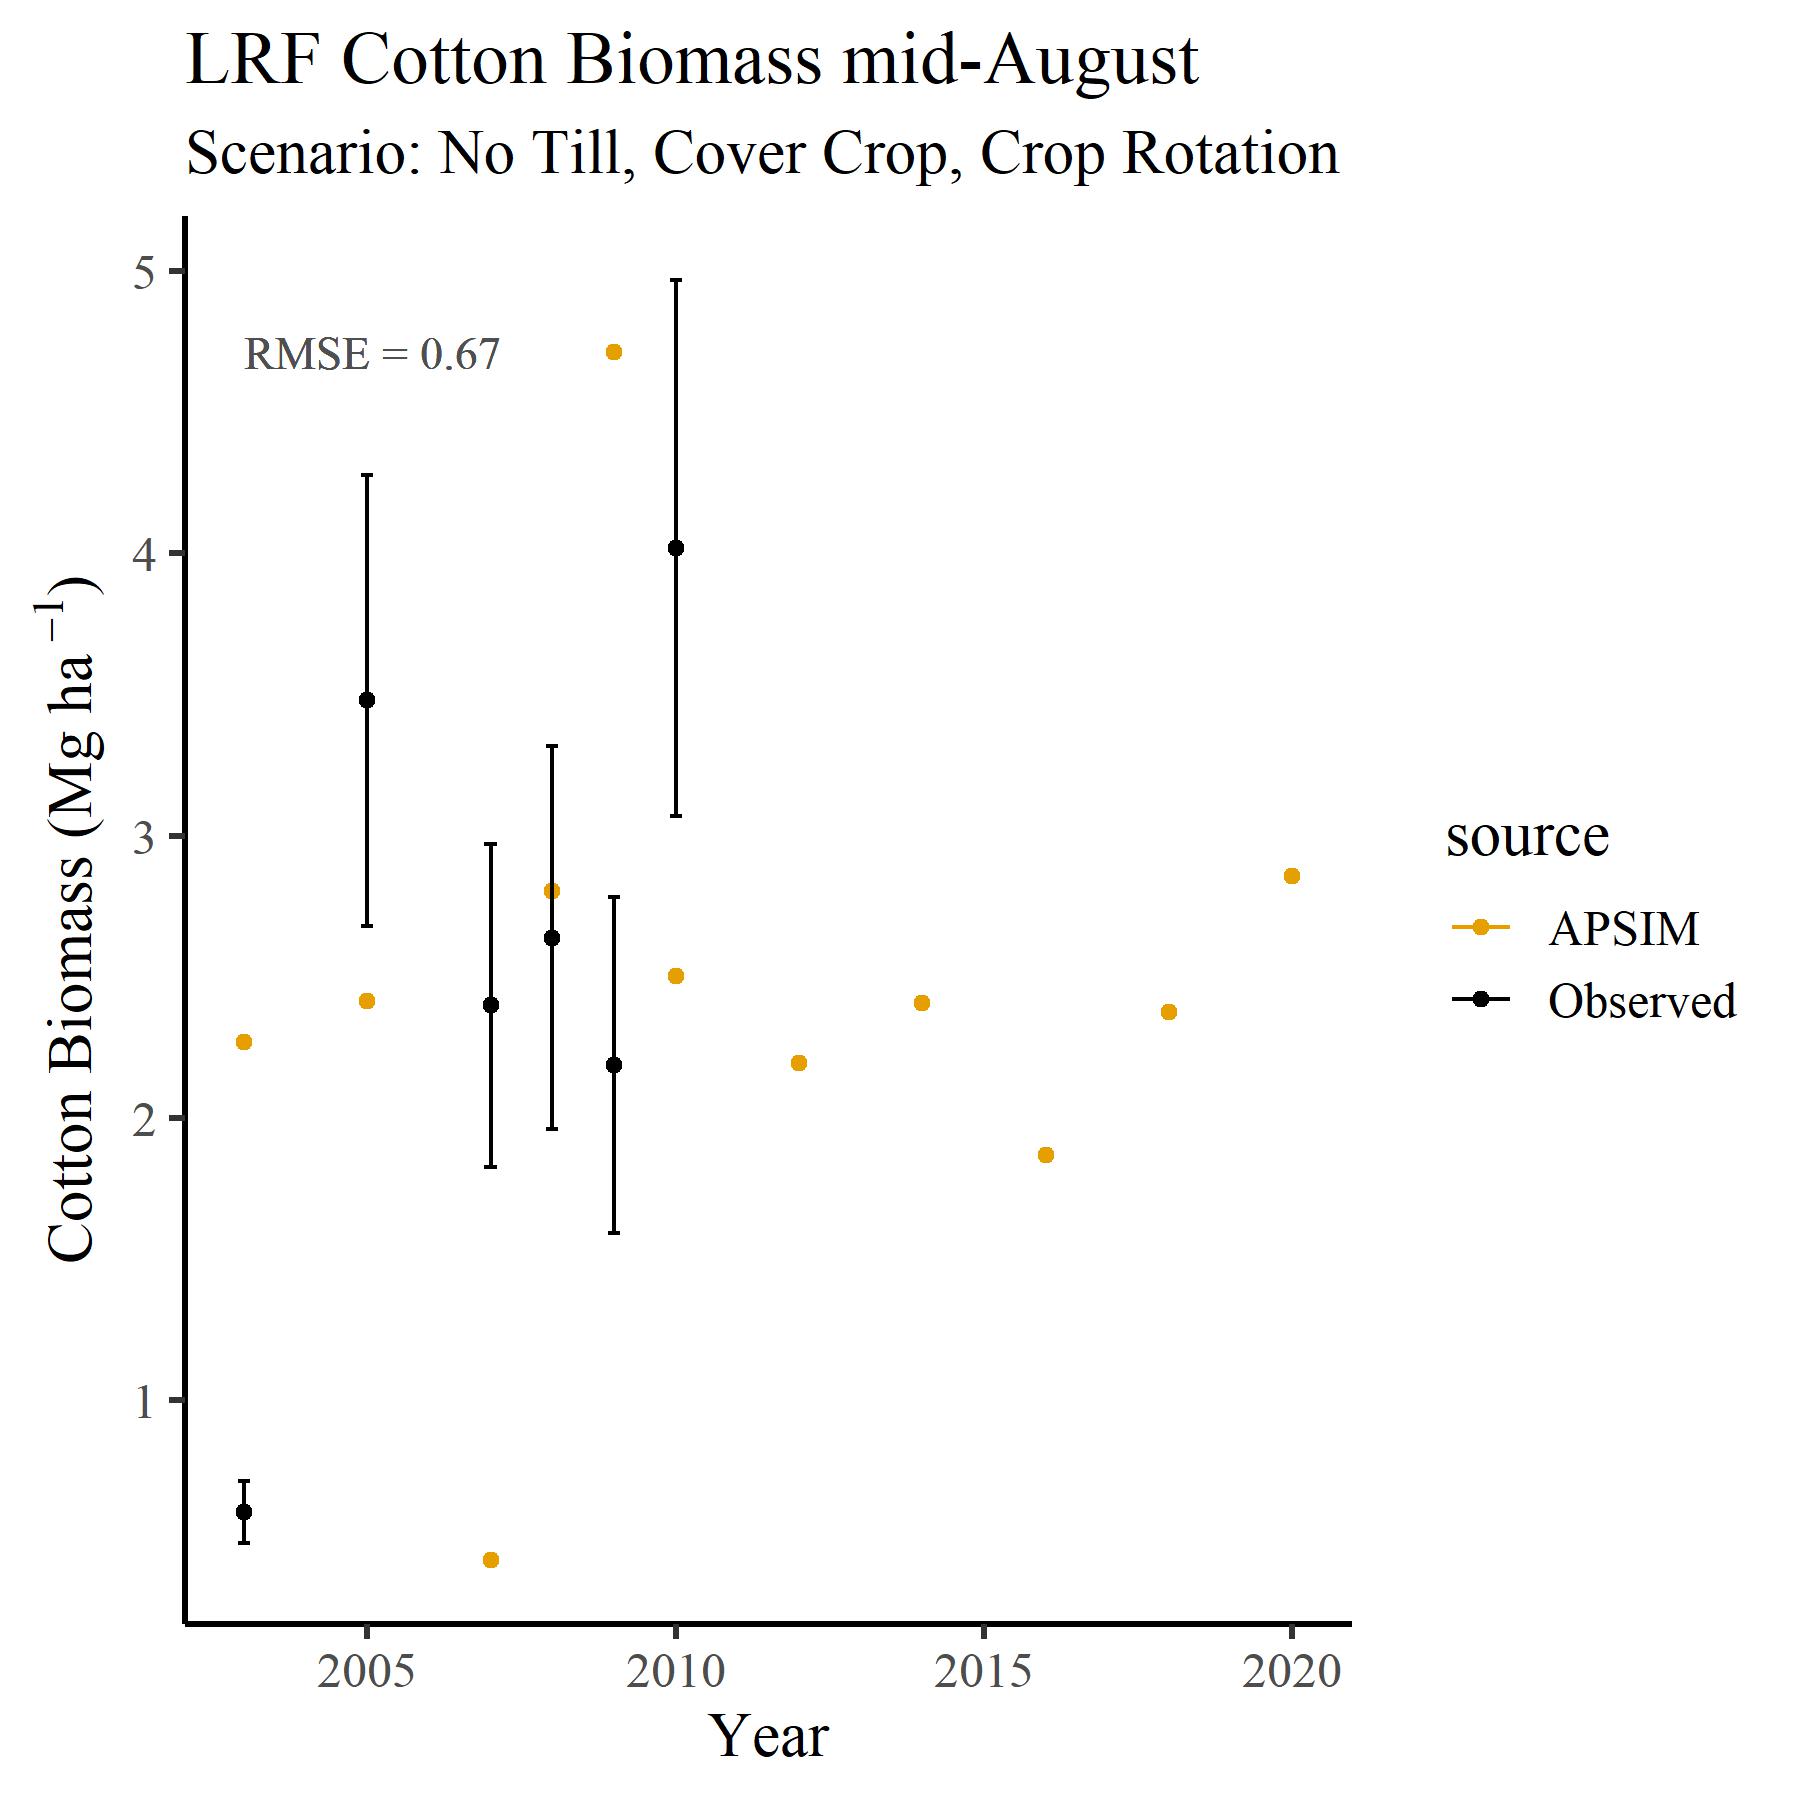 LRF Cotton Biomass mid-August
Scenario: No Till, Cover Crop, Crop Rotation
5
4
3
2
1
RMSE = 0.67
Cotton Biomass (Mg ha⁻¹)
2005 2010 2015 2020
Year
source
APSIM
Observed